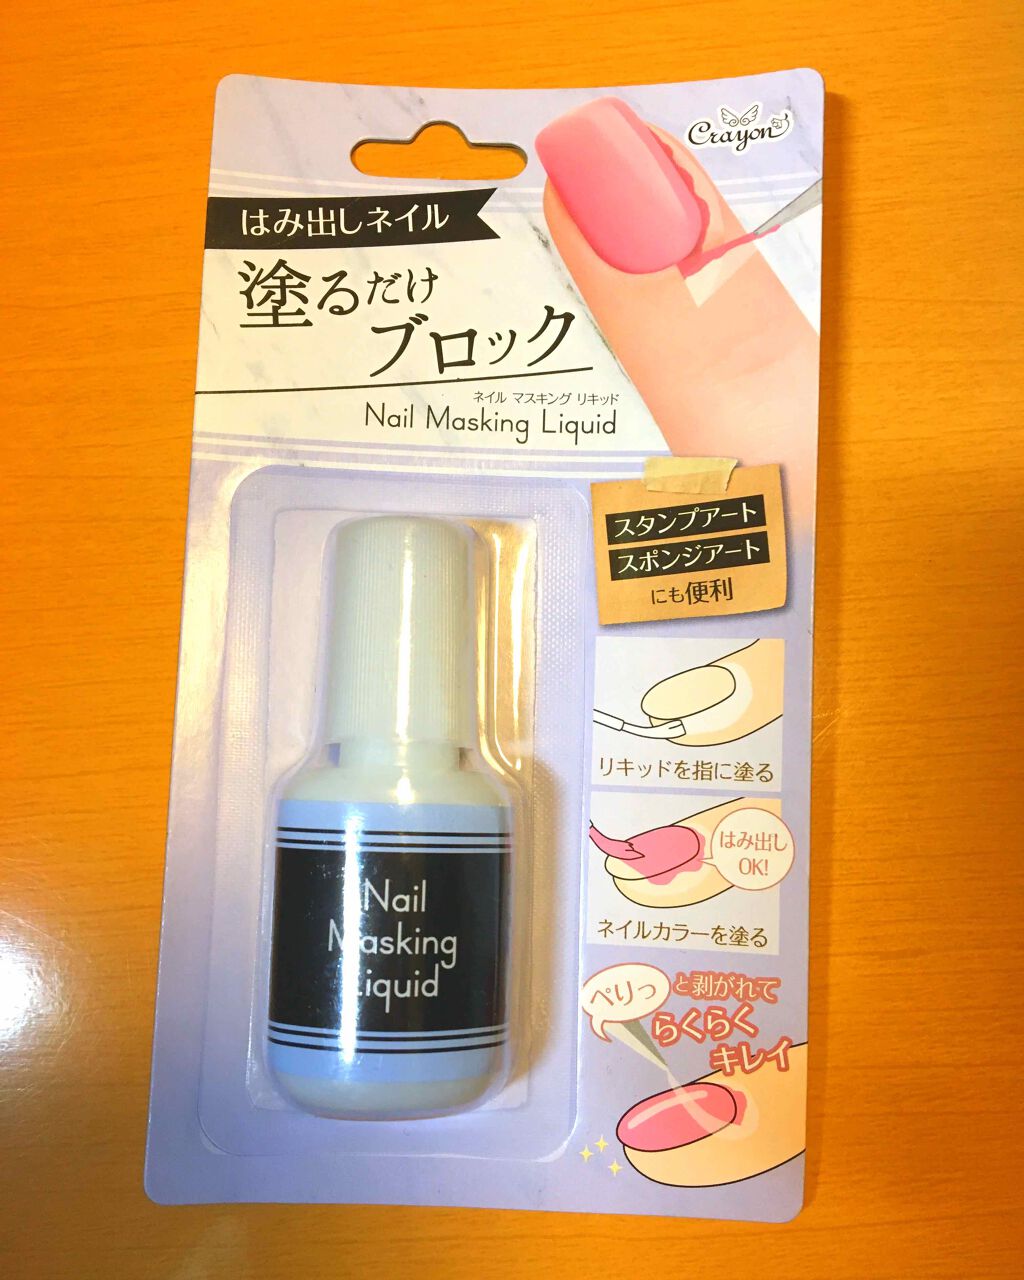 Crayon
はみ出しネイル
塗るだけ
ブロック
ネイル マスキング リキッド
Nail Masking Liquid
スタンプアート
スポンジアート
にも便利
リキッドを指に塗る
はみ出し
OK!
ネイルカラーを塗る
ぺりっ
と剥がれて
らくらく
キレイ
Nail
Masking
Liquid